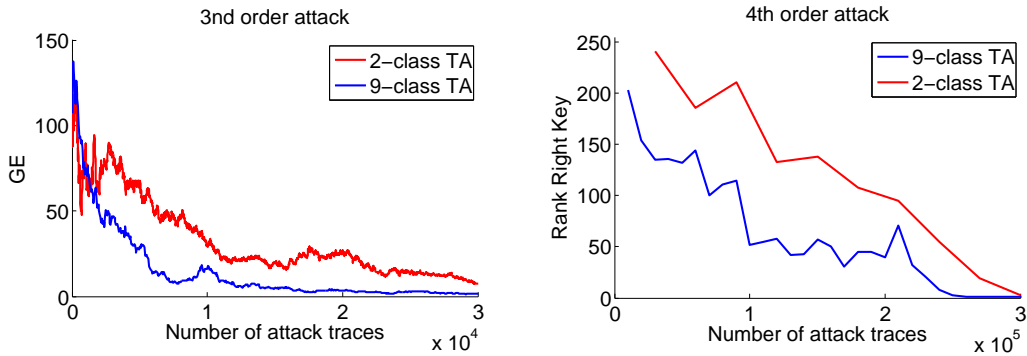 3nd order attack
150
100
50
0
GE
2−class TA
9−class TA
0
1
2
3
Number of attack traces
x 10^4
4th order attack
250
200
150
100
50
0
Rank Right Key
9−class TA
2−class TA
0
1
2
3
Number of attack traces
x 10^5